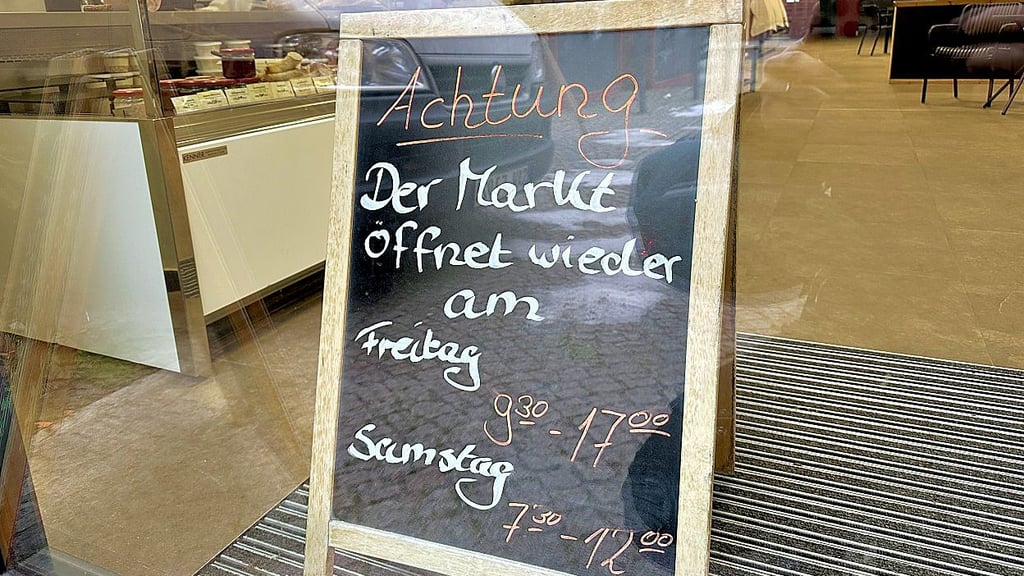 Achtung
Der Markt
Öffnet wieder
am
Freitag
9³⁰ - 17⁰⁰
Samstag
7³⁰ - 12⁰⁰